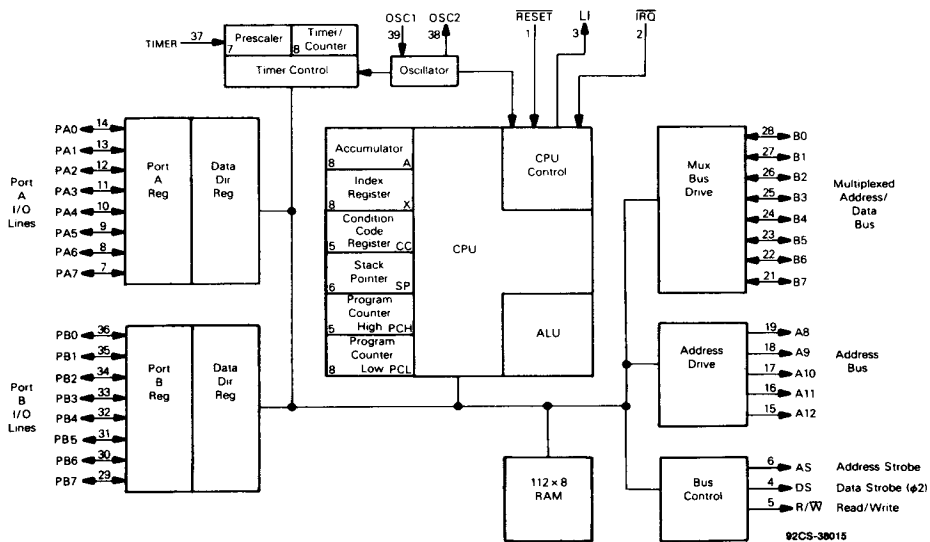 OSC1 OSC2 RESET LI IRQ
39 38 1 3 2
TIMER 37
Prescaler
7
Timer/
Counter
8
Timer Control
Oscillator
Port
A
I/O
Lines
PA0 14
PA1 13
PA2 12
PA3 11
PA4 10
PA5 9
PA6 8
PA7 7
Port
A
Reg
Data
Dir
Reg
Accumulator
8 A
Index
Register
8 X
Condition
Code
Register
5 CC
Stack
Pointer
6 SP
Program
Counter
High PCH
5
Program
Counter
Low PCL
8
CPU
CPU
Control
ALU
Mux
Bus
Drive
28 B0
27 B1
26 B2
25 B3
24 B4
23 B5
22 B6
21 B7
Multiplexed
Address/
Data
Bus
Port
B
I/O
Lines
PB0 36
PB1 35
PB2 34
PB3 33
PB4 32
PB5 31
PB6 30
PB7 29
Port
B
Reg
Data
Dir
Reg
Address
Drive
19 A8
18 A9
17 A10
16 A11
15 A12
Address
Bus
112 × 8
RAM
Bus
Control
6 AS Address Strobe
4 DS Data Strobe (φ2)
5 R/W Read/Write
92CS-38015